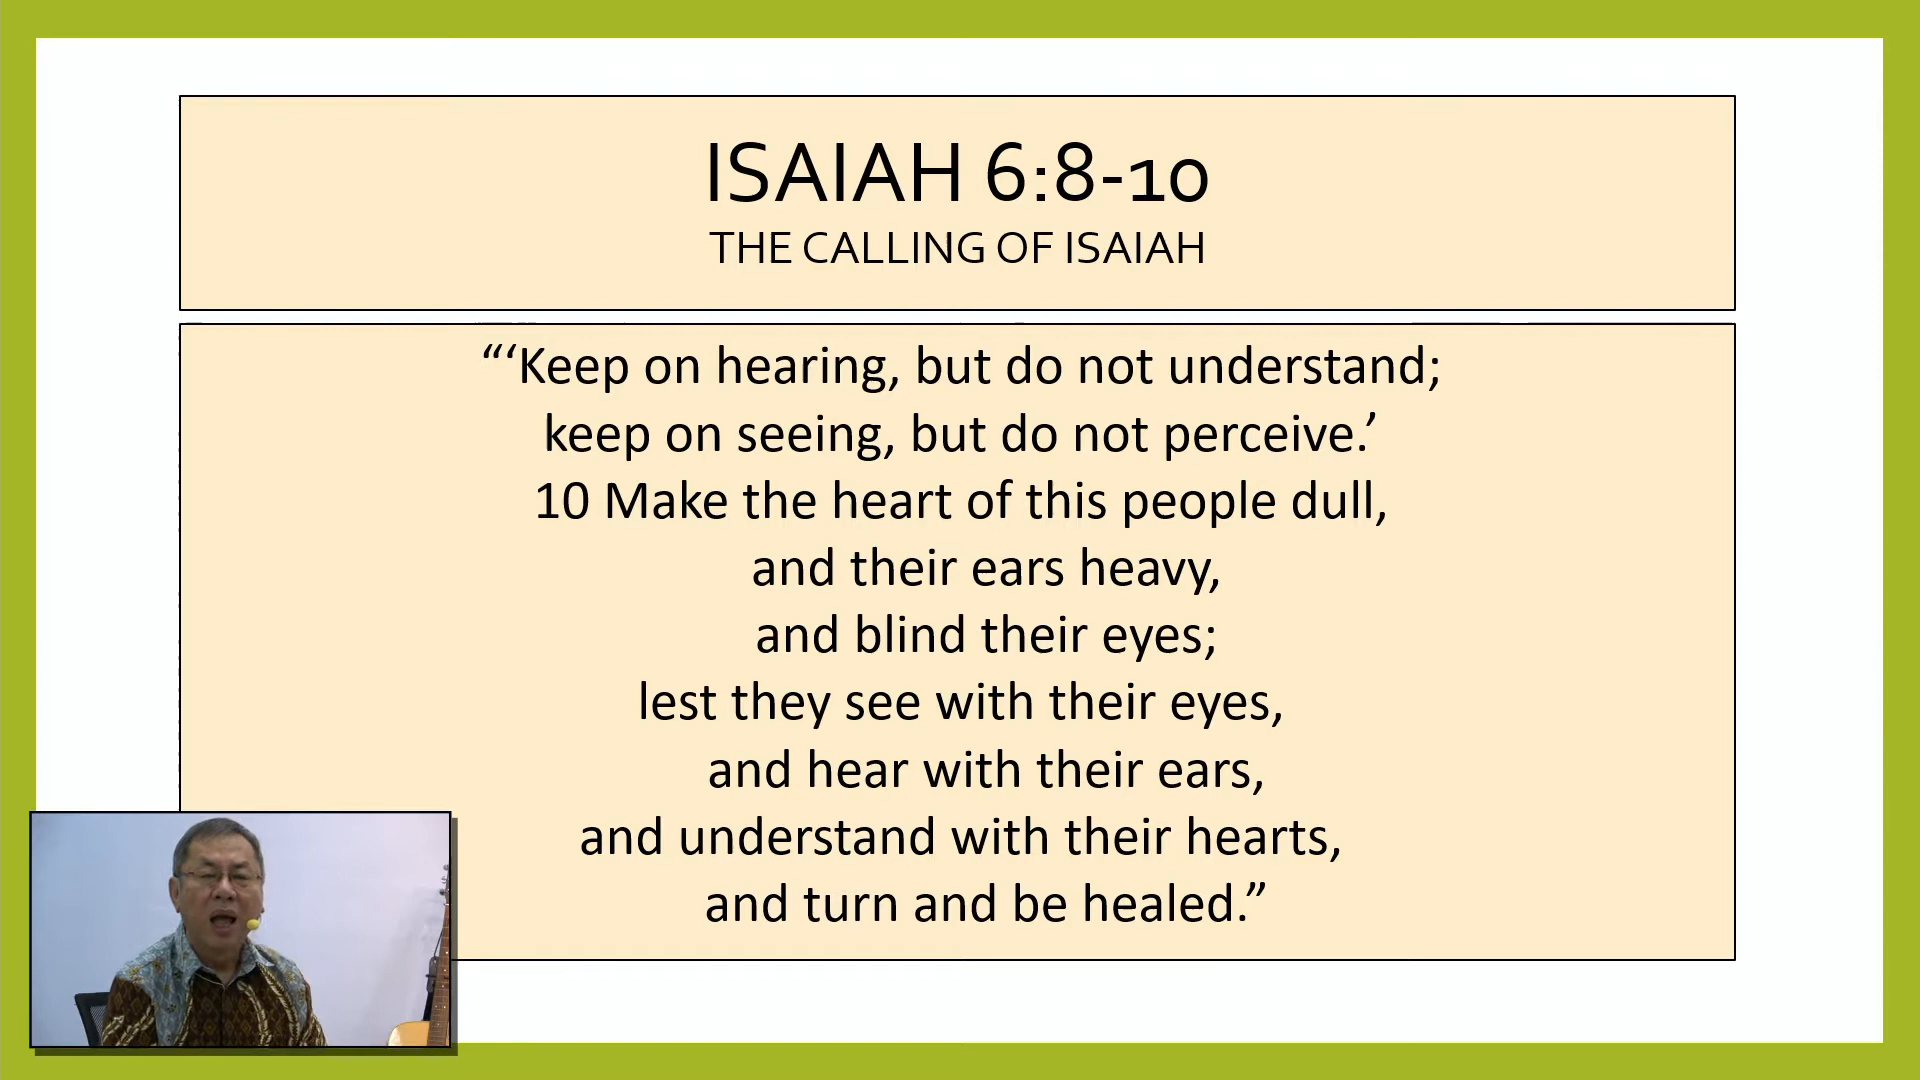 ISAIAH 6:8-10
THE CALLING OF ISAIAH
“‘Keep on hearing, but do not understand;
keep on seeing, but do not perceive.’
10 Make the heart of this people dull,
and their ears heavy,
and blind their eyes;
lest they see with their eyes,
and hear with their ears,
and understand with their hearts,
and turn and be healed.”